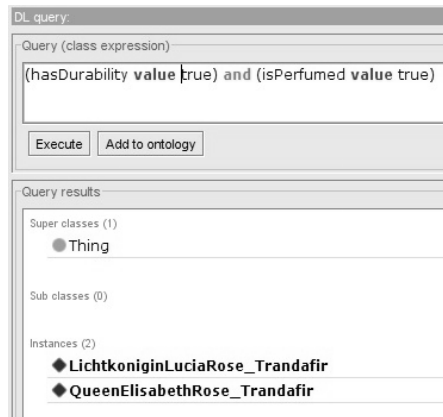 DL query:
Query (class expression)
(hasDurability value true) and (isPerfumed value true)
Execute
Add to ontology
Query results
Super classes (1)
Thing
Sub classes (0)
Instances (2)
LichtkoniginLuciaRose_Trandafir
QueenElisabethRose_Trandafir